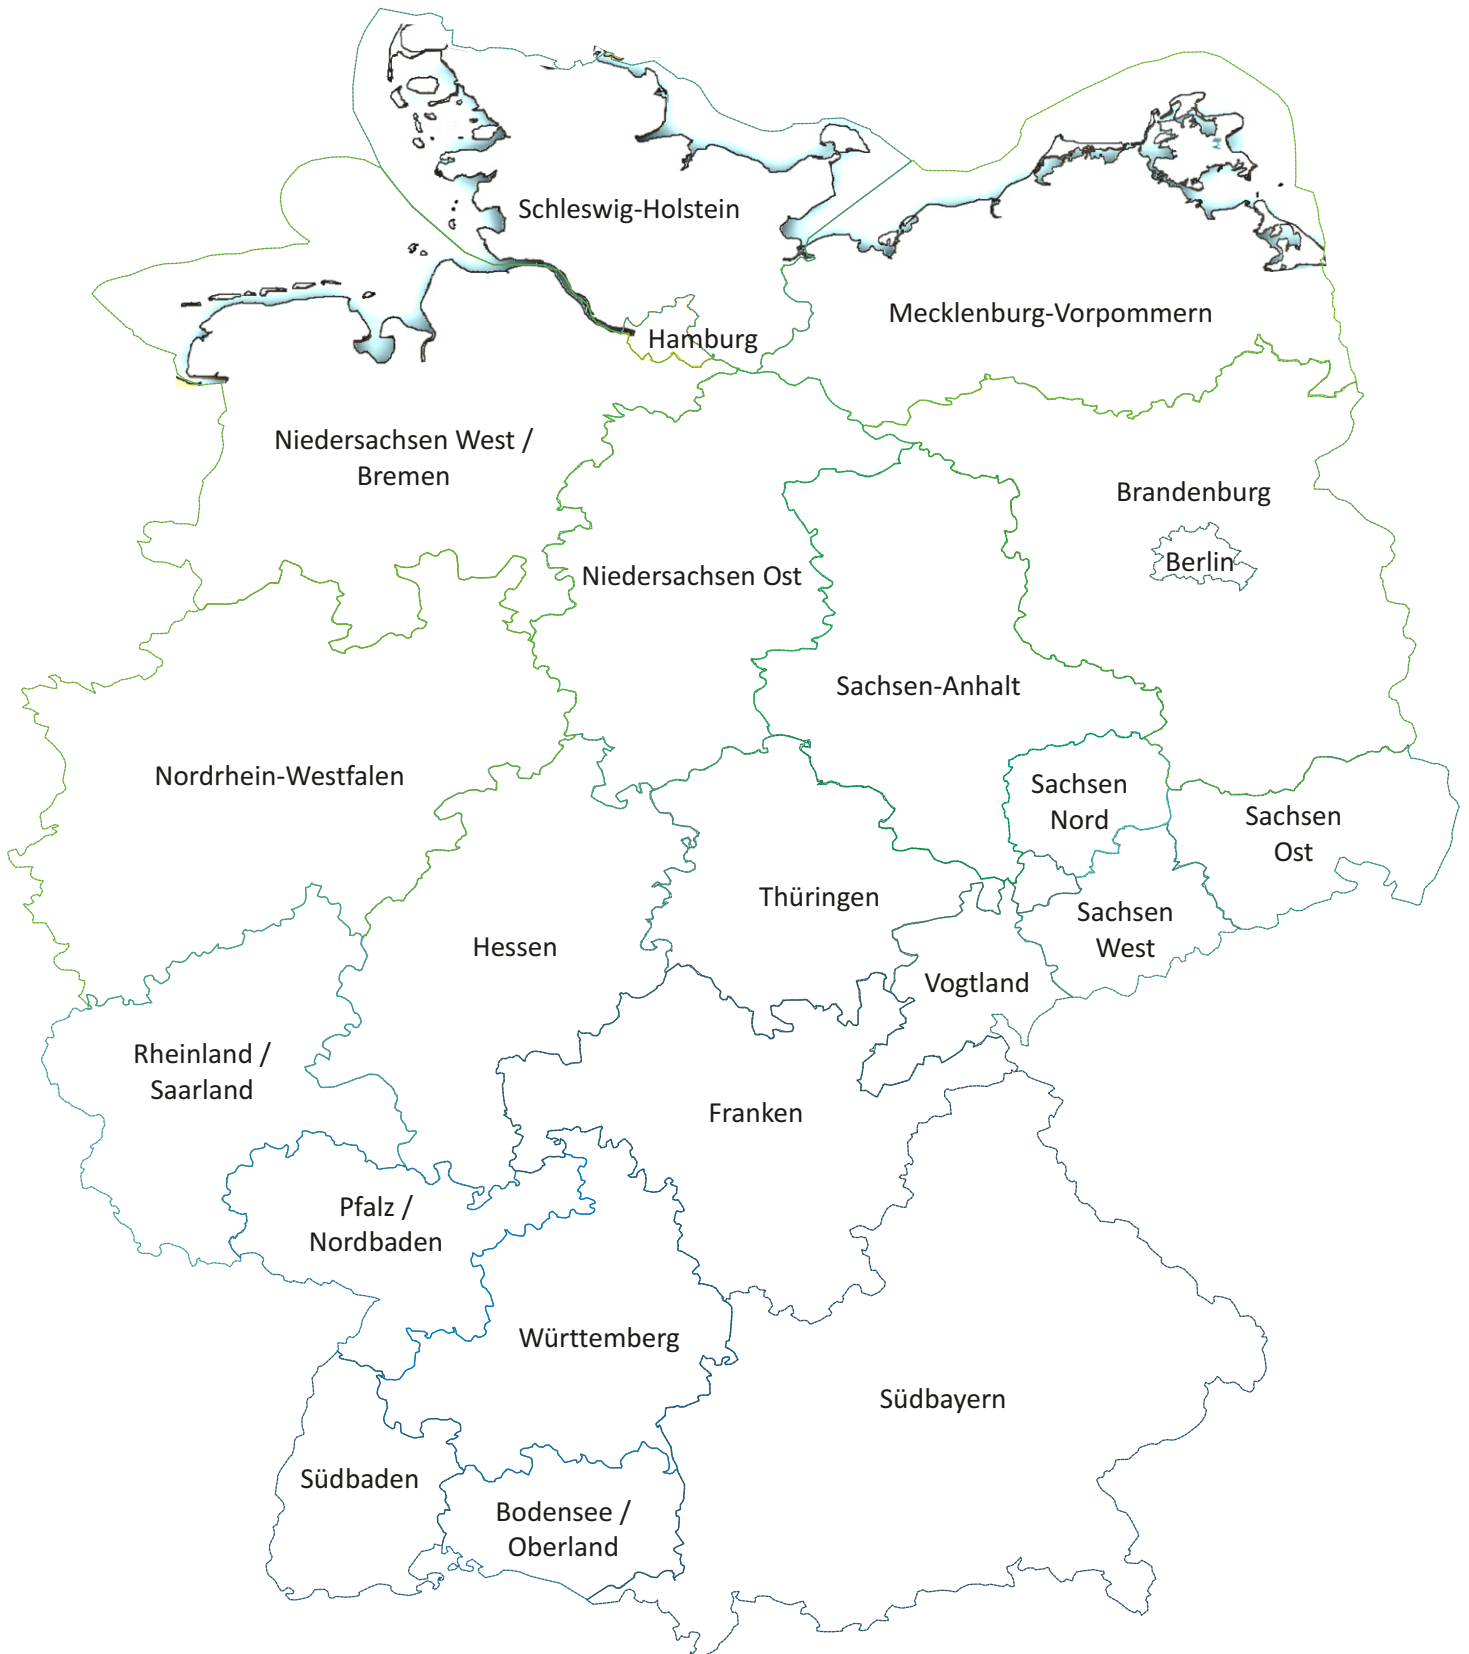 Schleswig-Holstein
Mecklenburg-Vorpommern
Hamburg
Niedersachsen West /
Bremen
Brandenburg
Berlin
Niedersachsen Ost
Sachsen-Anhalt
Nordrhein-Westfalen
Sachsen
Nord
Sachsen
Ost
Thüringen
Sachsen
West
Hessen
Vogtland
Rheinland /
Saarland
Franken
Pfalz /
Nordbaden
Württemberg
Südbayern
Südbaden
Bodensee /
Oberland